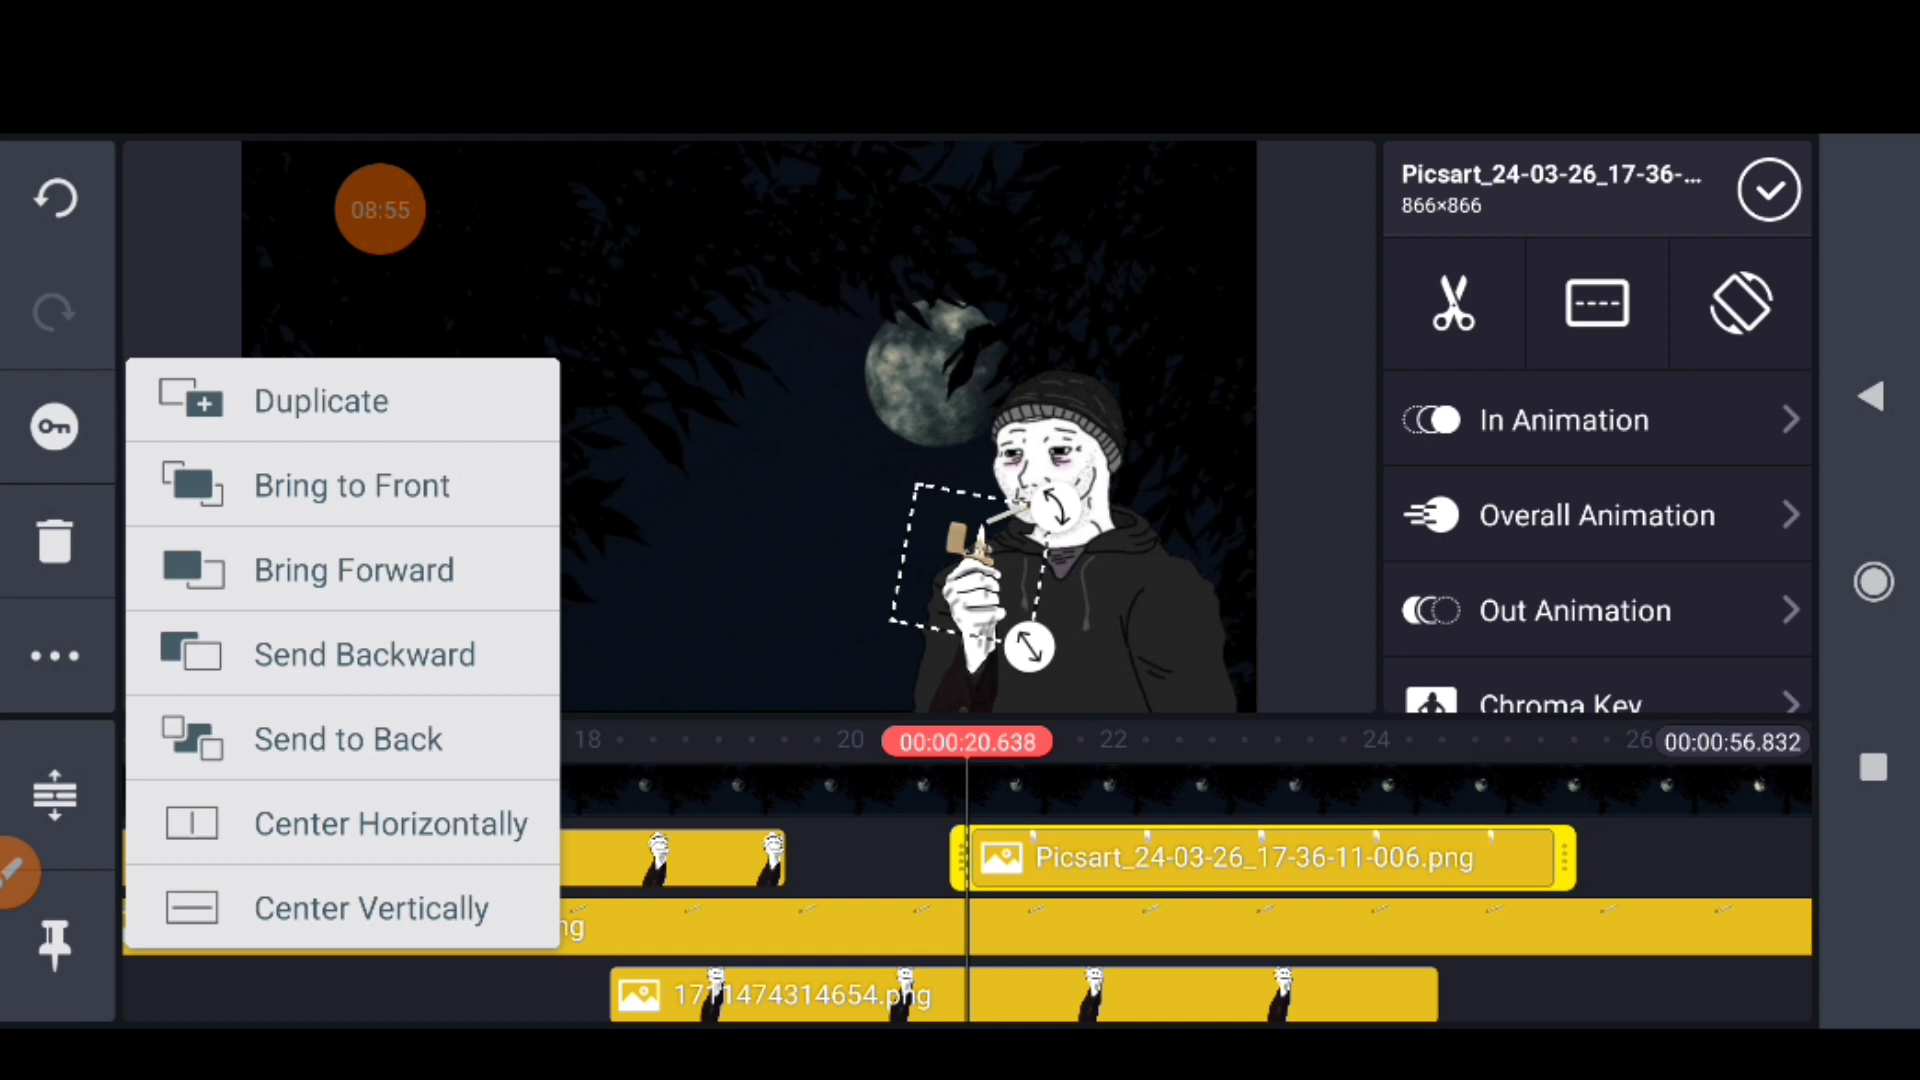 08:55
Picsart_24-03-26_17-36-...
866×866
Duplicate
Bring to Front
Bring Forward
Send Backward
Send to Back
Center Horizontally
Center Vertically
In Animation
Overall Animation
Out Animation
Chroma Key
18
20
00:00:20.638
22
24
26
00:00:56.832
Picsart_24-03-26_17-36-11-006.png
ng
1711474314654.png